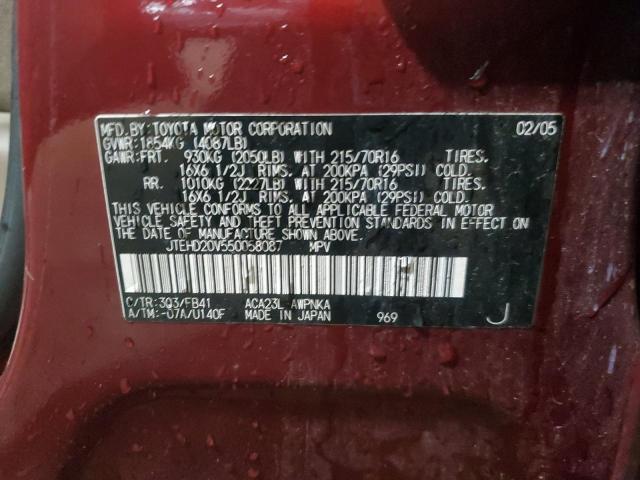 MFD.BY:TOYOTA MOTOR CORPORATION 02/05
GVWR:1854KG (4087LB)
GAWR:FRT. 930KG (2050LB) WITH 215/70R16 TIRES.
16X6 1/2J RIMS. AT 200KPA (29PSI) COLD.
RR. 1010KG (2227LB) WITH 215/70R16 TIRES.
16X6 1/2J RIMS. AT 200KPA (29PSI) COLD.
THIS VEHICLE CONFORMS TO ALL APPLICABLE FEDERAL MOTOR
VEHICLE SAFETY AND THEFT PREVENTION STANDARDS IN EFFECT ON
THE DATE OF MANUFACTURE SHOWN ABOVE.
JTEHD20V550058087 MPV
C/TR:3Q3/FB41 ACA23L-AWPNKA
A/TM:-07A/U140F MADE IN JAPAN 969 J